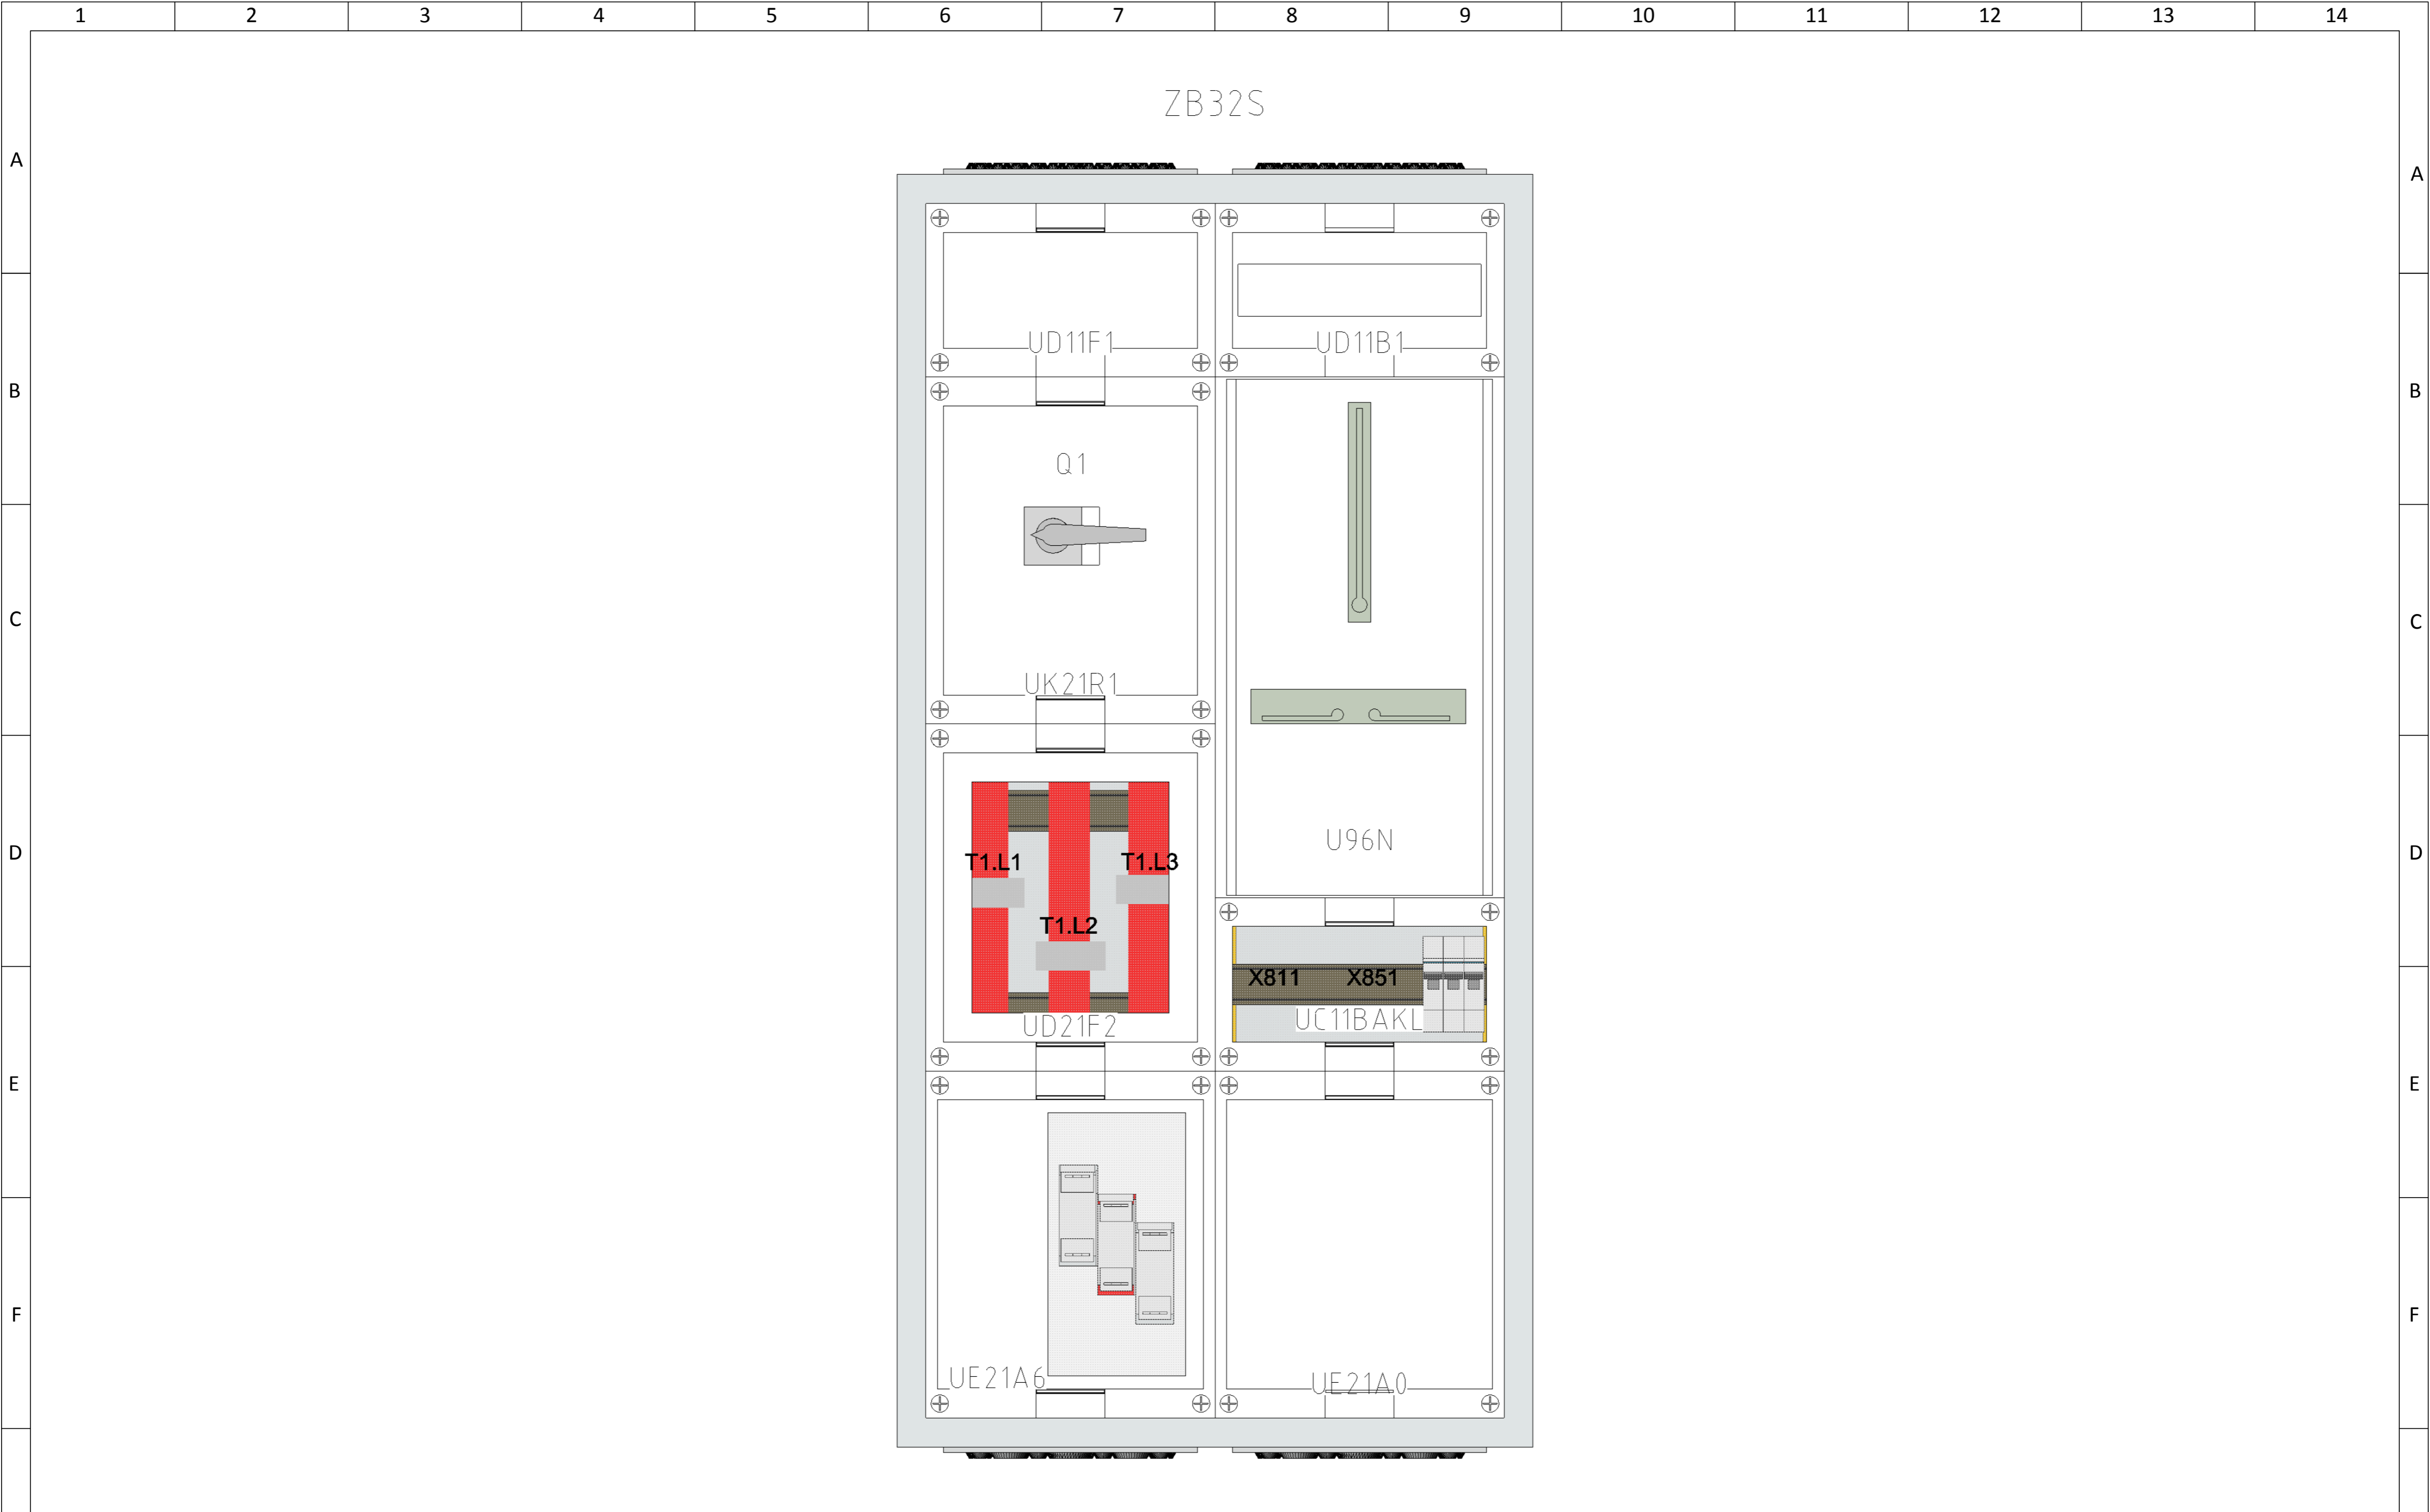 1 2 3 4 5 6 7 8 9 10 11 12 13 14
ZB32S
A A
UD11F1 UD11B1
B B
Q1
C C
UK21R1
U96N
D D
T1.L1 T1.L3
T1.L2
X811 X851
UC11BAKL
UD21F2
E E
F F
UE21A6 UE21A0